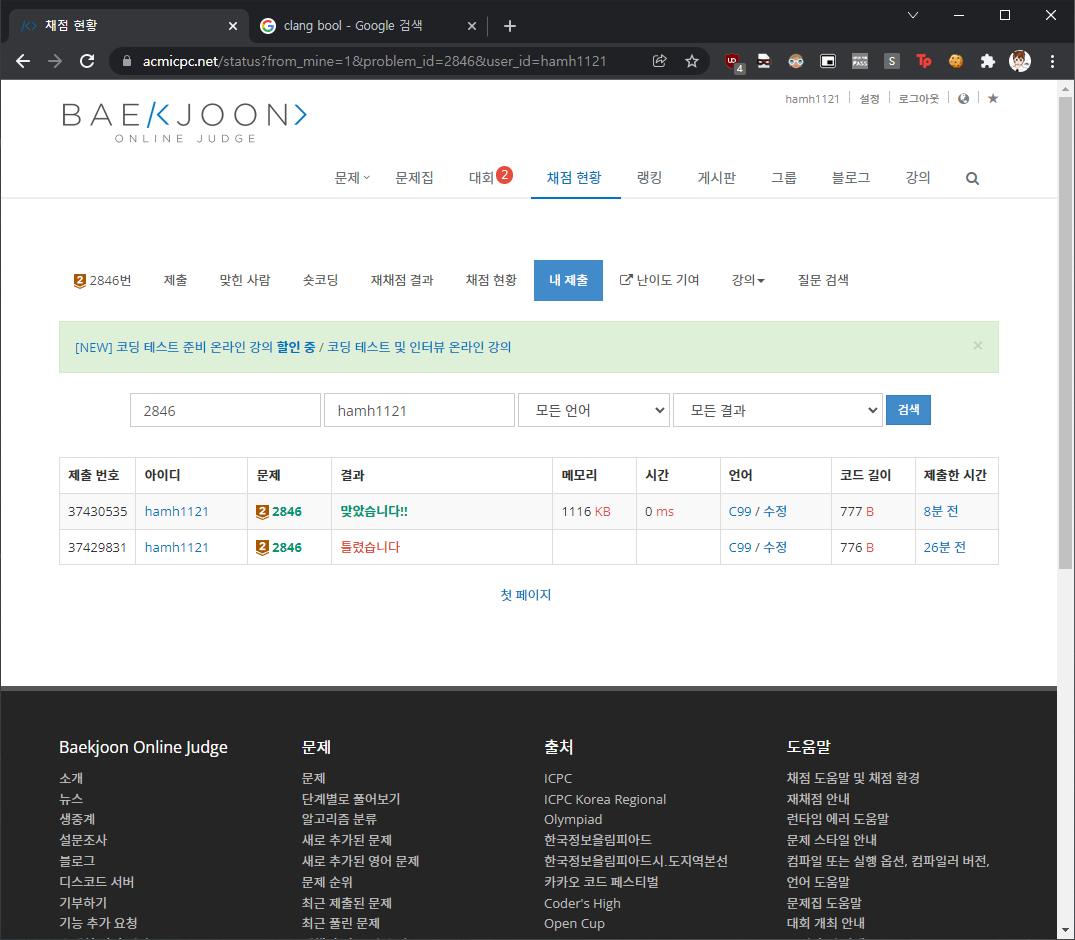 채점 현황
clang bool - Google 검색
acmicpc.net/status?from_mine=1&problem_id=2846&user_id=hamh1121
UD
4
PASS
S
Tp
hamh1121 설정 로그아웃
BAEKJOON
ONLINE JUDGE
문제 문제집 대회 2 채점 현황 랭킹 게시판 그룹 블로그 강의
2 2846번 제출 맞힌 사람 숏코딩 재채점 결과 채점 현황 내 제출 난이도 기여 강의 질문 검색
[NEW] 코딩 테스트 준비 온라인 강의 할인 중 / 코딩 테스트 및 인터뷰 온라인 강의 ×
2846 hamh1121 모든 언어 모든 결과 검색
제출 번호 아이디 문제 결과 메모리 시간 언어 코드 길이 제출한 시간
37430535 hamh1121 2 2846 맞았습니다!! 1116 KB 0 ms C99 / 수정 777 B 8분 전
37429831 hamh1121 2 2846 틀렸습니다 C99 / 수정 776 B 26분 전
첫 페이지
Baekjoon Online Judge
소개
뉴스
생중계
설문조사
블로그
디스코드 서버
기부하기
기능 추가 요청
문제
문제
단계별로 풀어보기
알고리즘 분류
새로 추가된 문제
새로 추가된 영어 문제
문제 순위
최근 제출된 문제
최근 풀린 문제
출처
ICPC
ICPC Korea Regional
Olympiad
한국정보올림피아드
한국정보올림피아드시.도지역본선
카카오 코드 페스티벌
Coder's High
Open Cup
도움말
채점 도움말 및 채점 환경
재채점 안내
런타임 에러 도움말
문제 스타일 안내
컴파일 또는 실행 옵션, 컴파일러 버전,
언어 도움말
문제집 도움말
대회 개최 안내